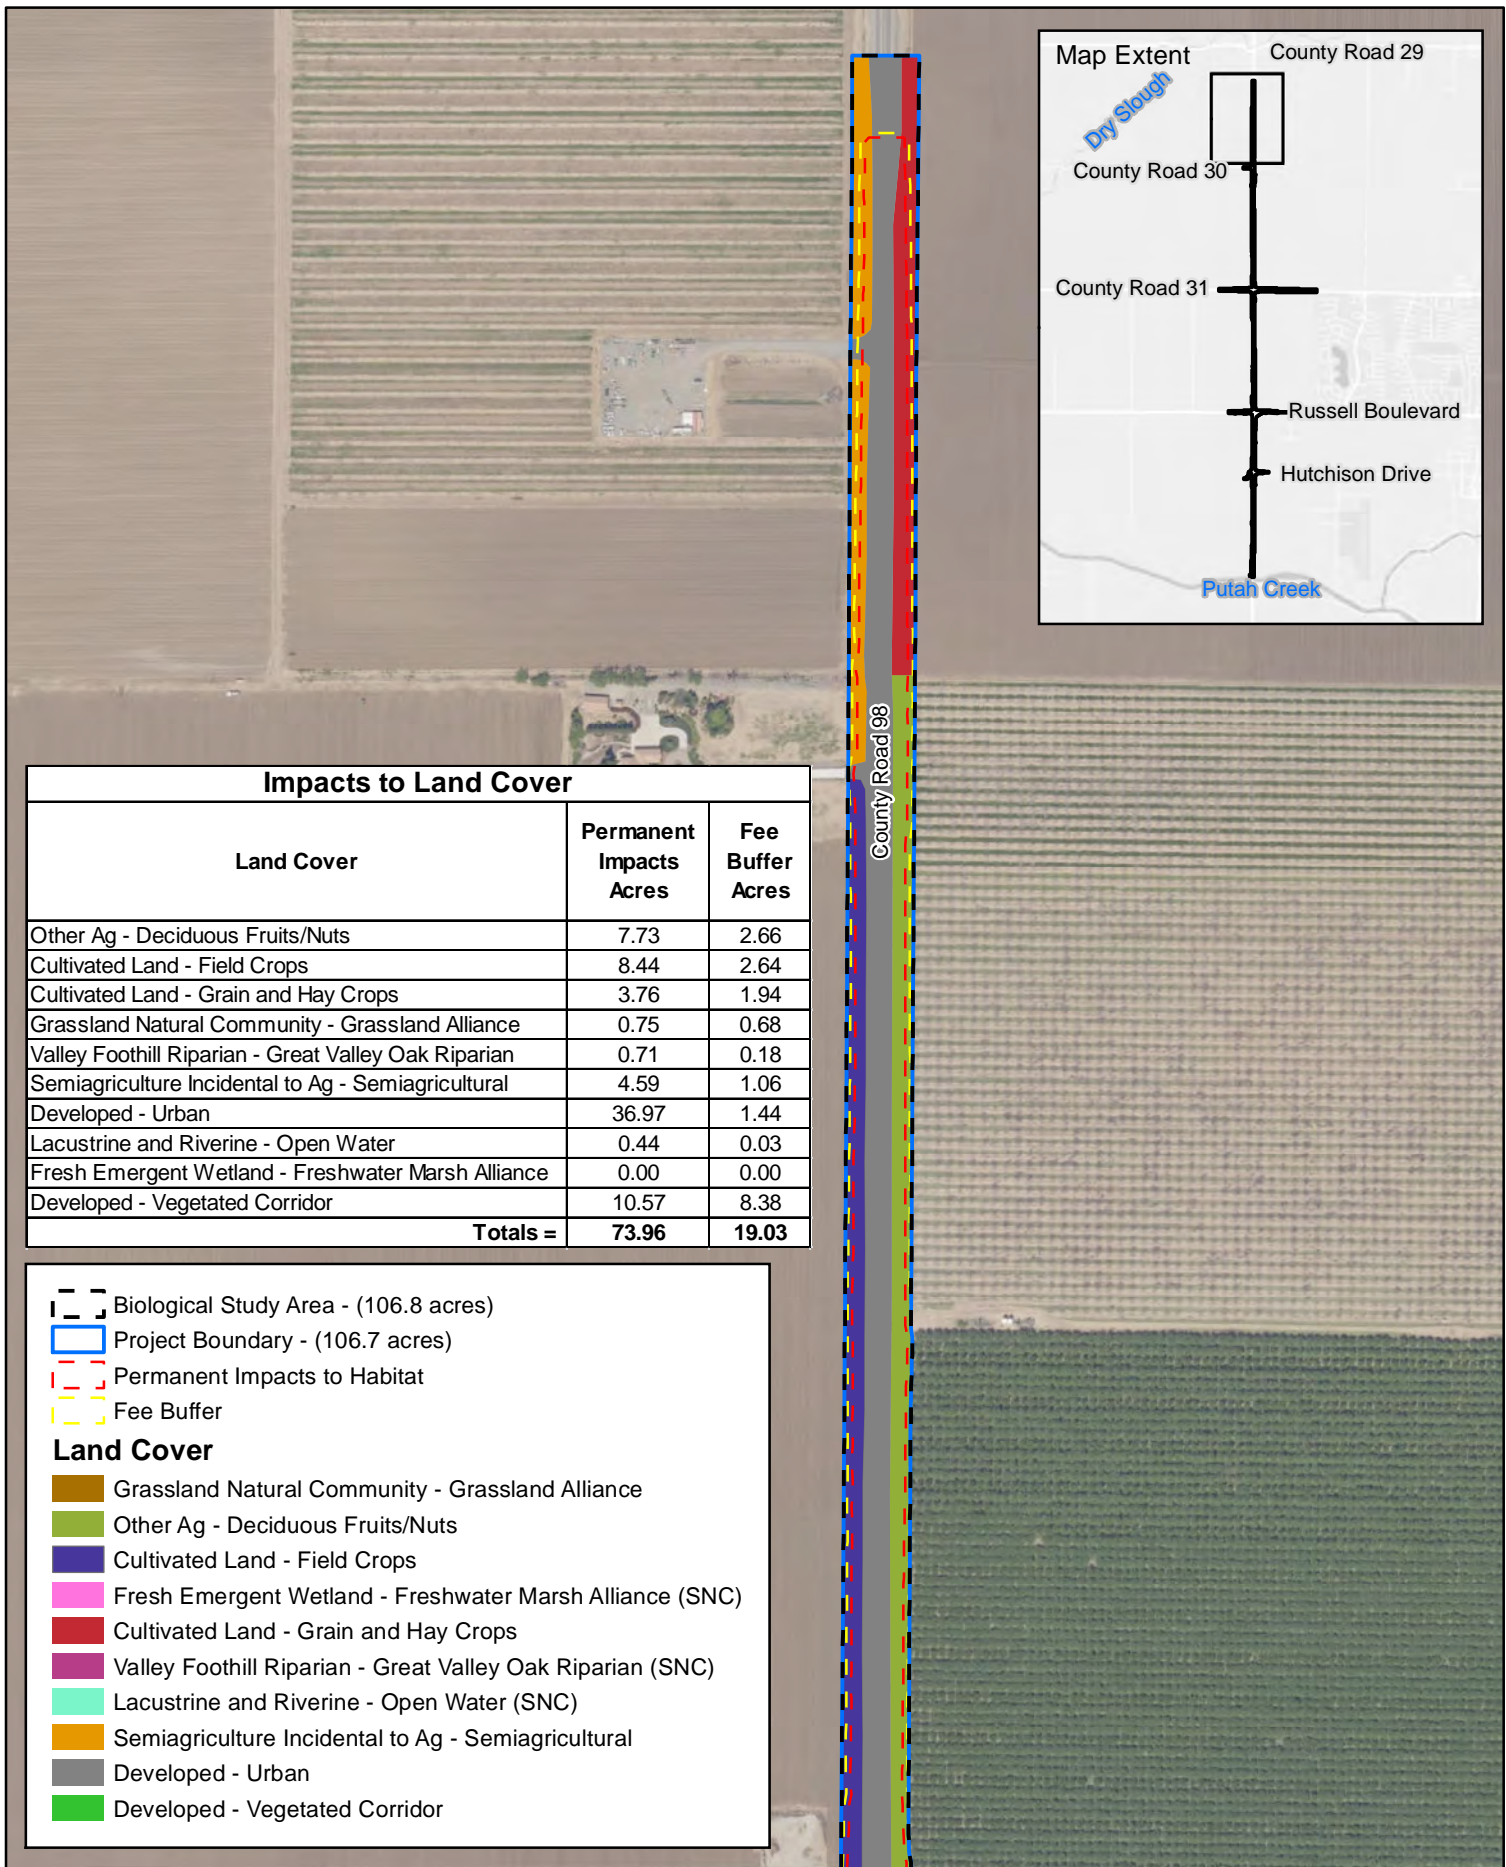 Map Extent
County Road 29
Dry Slough
County Road 30
County Road 31
Russell Boulevard
Hutchison Drive
Putah Creek
County Road 98
Impacts to Land Cover
Land Cover Permanent Impacts Acres Fee Buffer Acres
Other Ag - Deciduous Fruits/Nuts 7.73 2.66
Cultivated Land - Field Crops 8.44 2.64
Cultivated Land - Grain and Hay Crops 3.76 1.94
Grassland Natural Community - Grassland Alliance 0.75 0.68
Valley Foothill Riparian - Great Valley Oak Riparian 0.71 0.18
Semiagriculture Incidental to Ag - Semiagricultural 4.59 1.06
Developed - Urban 36.97 1.44
Lacustrine and Riverine - Open Water 0.44 0.03
Fresh Emergent Wetland - Freshwater Marsh Alliance 0.00 0.00
Developed - Vegetated Corridor 10.57 8.38
Totals = 73.96 19.03
Biological Study Area - (106.8 acres)
Project Boundary - (106.7 acres)
Permanent Impacts to Habitat
Fee Buffer
Land Cover
Grassland Natural Community - Grassland Alliance
Other Ag - Deciduous Fruits/Nuts
Cultivated Land - Field Crops
Fresh Emergent Wetland - Freshwater Marsh Alliance (SNC)
Cultivated Land - Grain and Hay Crops
Valley Foothill Riparian - Great Valley Oak Riparian (SNC)
Lacustrine and Riverine - Open Water (SNC)
Semiagriculture Incidental to Ag - Semiagricultural
Developed - Urban
Developed - Vegetated Corridor